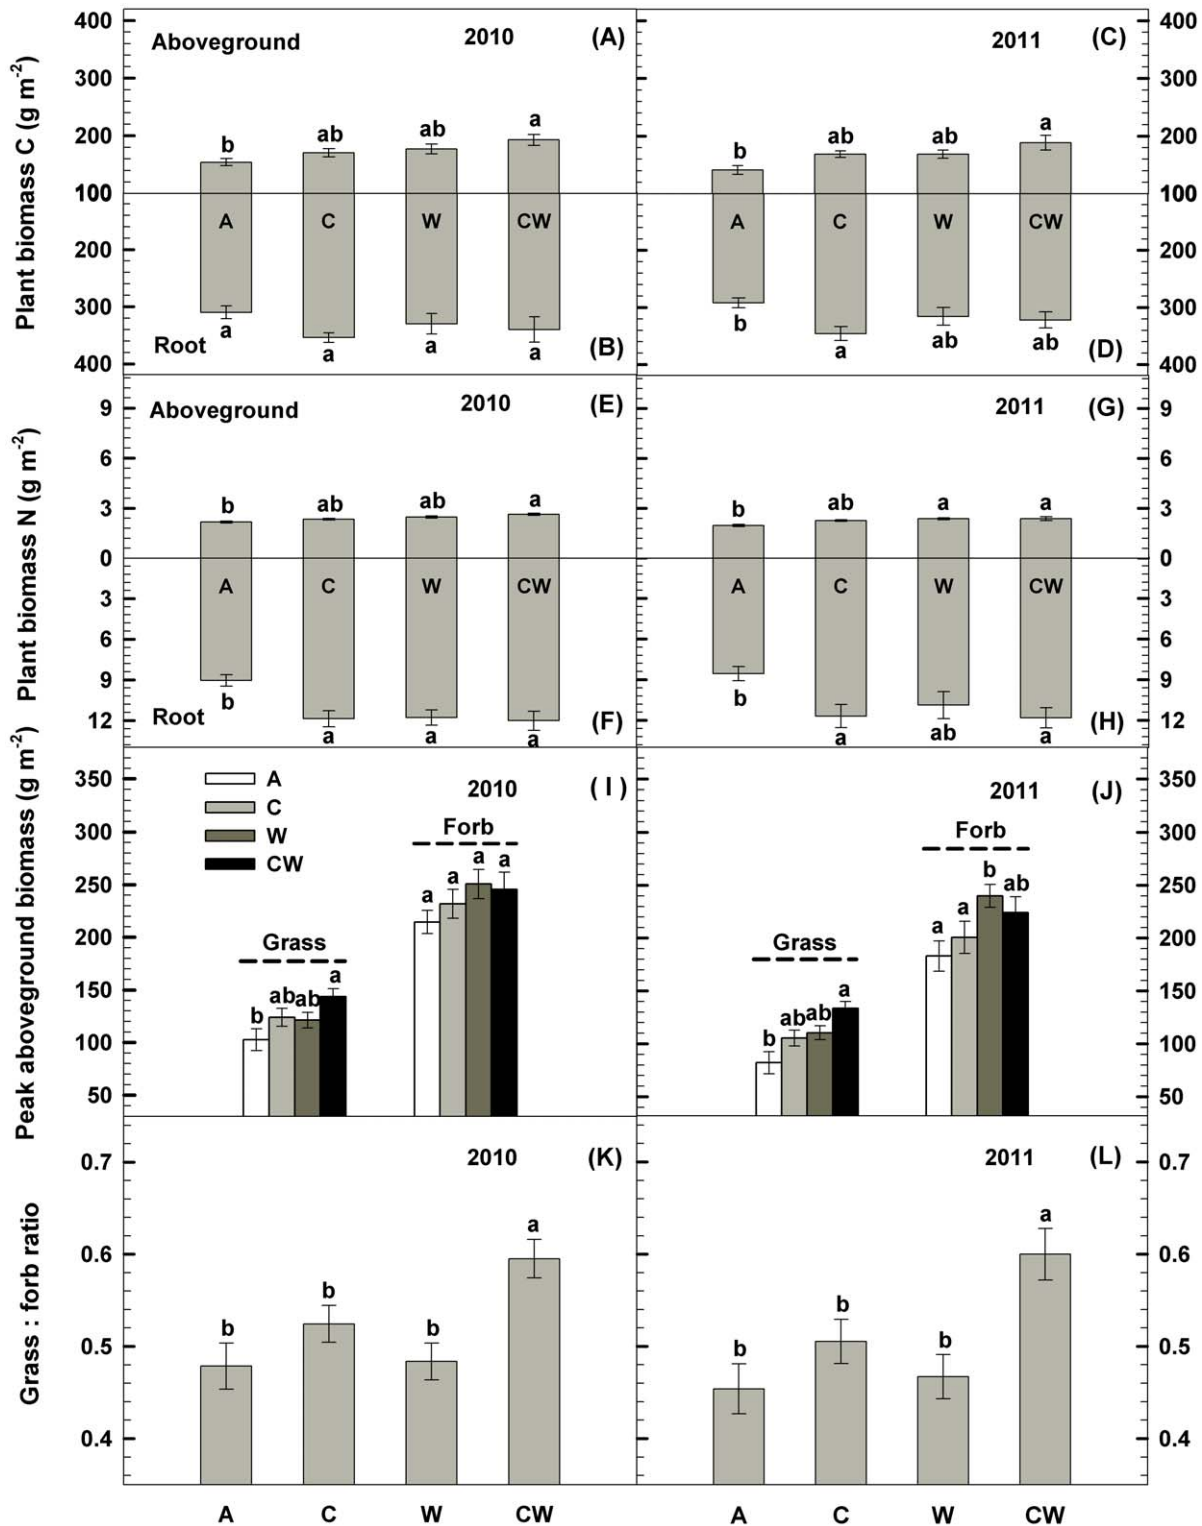 Plant biomass C (g m-2)
400
300
200
100
200
300
400
Aboveground 2010 (A)
b ab ab a
A C W CW
a a a a
Root (B)
2011 (C)
b ab ab a
A C W CW
b a ab ab
(D)
400
300
200
100
200
300
400
Plant biomass N (g m-2)
9
6
3
0
3
6
9
12
Aboveground 2010 (E)
b ab ab a
A C W CW
b a a a
Root (F)
2011 (G)
b ab a a
A C W CW
b a ab a
(H)
9
6
3
0
3
6
9
12
Peak aboveground biomass (g m-2)
350
300
250
200
150
100
50
A
C
W
CW
2010 ( I )
Forb
a a a a
Grass
b ab ab a
2011 (J)
Forb
a a b ab
Grass
b ab ab a
350
300
250
200
150
100
50
Grass : forb ratio
0.7
0.6
0.5
0.4
2010 (K)
b b b a
2011 (L)
b b b a
0.7
0.6
0.5
0.4
A C W CW A C W CW